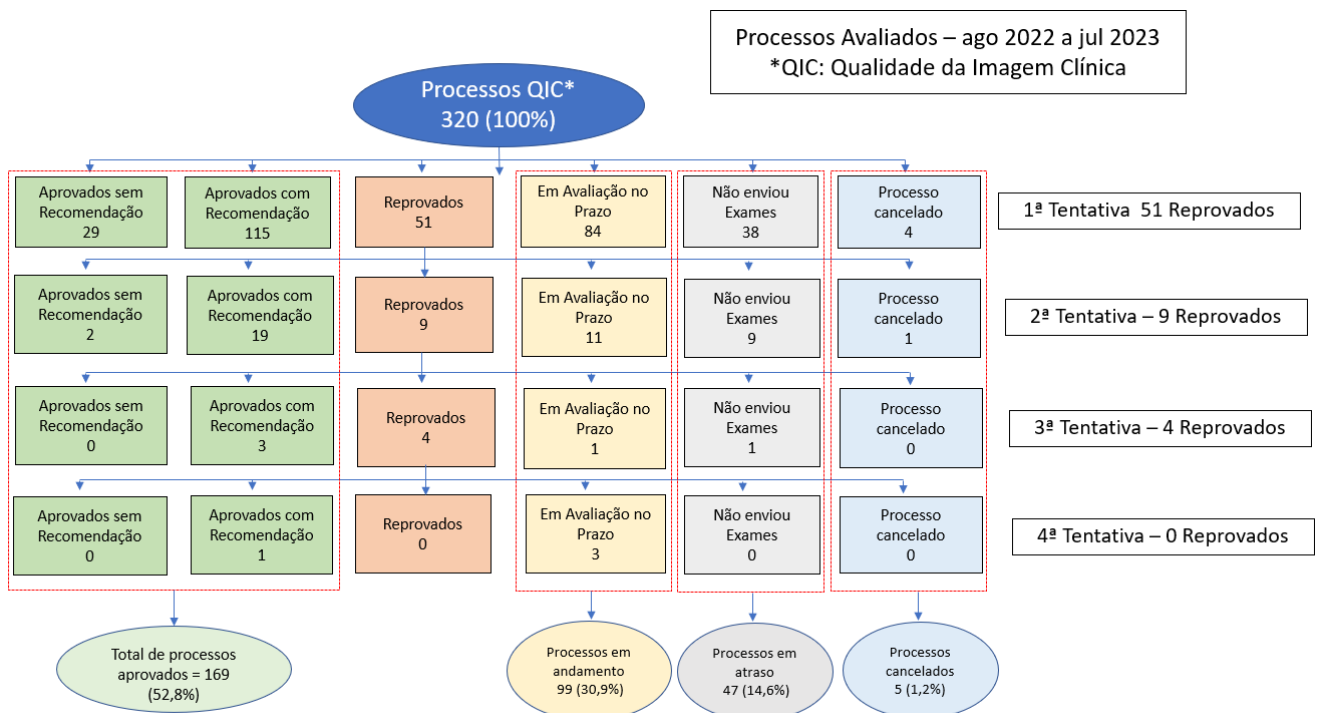 Processos Avaliados – ago 2022 a jul 2023
*QIC: Qualidade da Imagem Clínica
Processos QIC*
320 (100%)
Aprovados sem
Recomendação
29
Aprovados com
Recomendação
115
Reprovados
51
Em Avaliação no
Prazo
84
Não enviou
Exames
38
Processo
cancelado
4
1ª Tentativa 51 Reprovados
Aprovados sem
Recomendação
2
Aprovados com
Recomendação
19
Reprovados
9
Em Avaliação no
Prazo
11
Não enviou
Exames
9
Processo
cancelado
1
2ª Tentativa – 9 Reprovados
Aprovados sem
Recomendação
0
Aprovados com
Recomendação
3
Reprovados
4
Em Avaliação no
Prazo
1
Não enviou
Exames
1
Processo
cancelado
0
3ª Tentativa – 4 Reprovados
Aprovados sem
Recomendação
0
Aprovados com
Recomendação
1
Reprovados
0
Em Avaliação no
Prazo
3
Não enviou
Exames
0
Processo
cancelado
0
4ª Tentativa – 0 Reprovados
Total de processos
aprovados = 169
(52,8%)
Processos em
andamento
99 (30,9%)
Processos em
atraso
47 (14,6%)
Processos
cancelados
5 (1,2%)